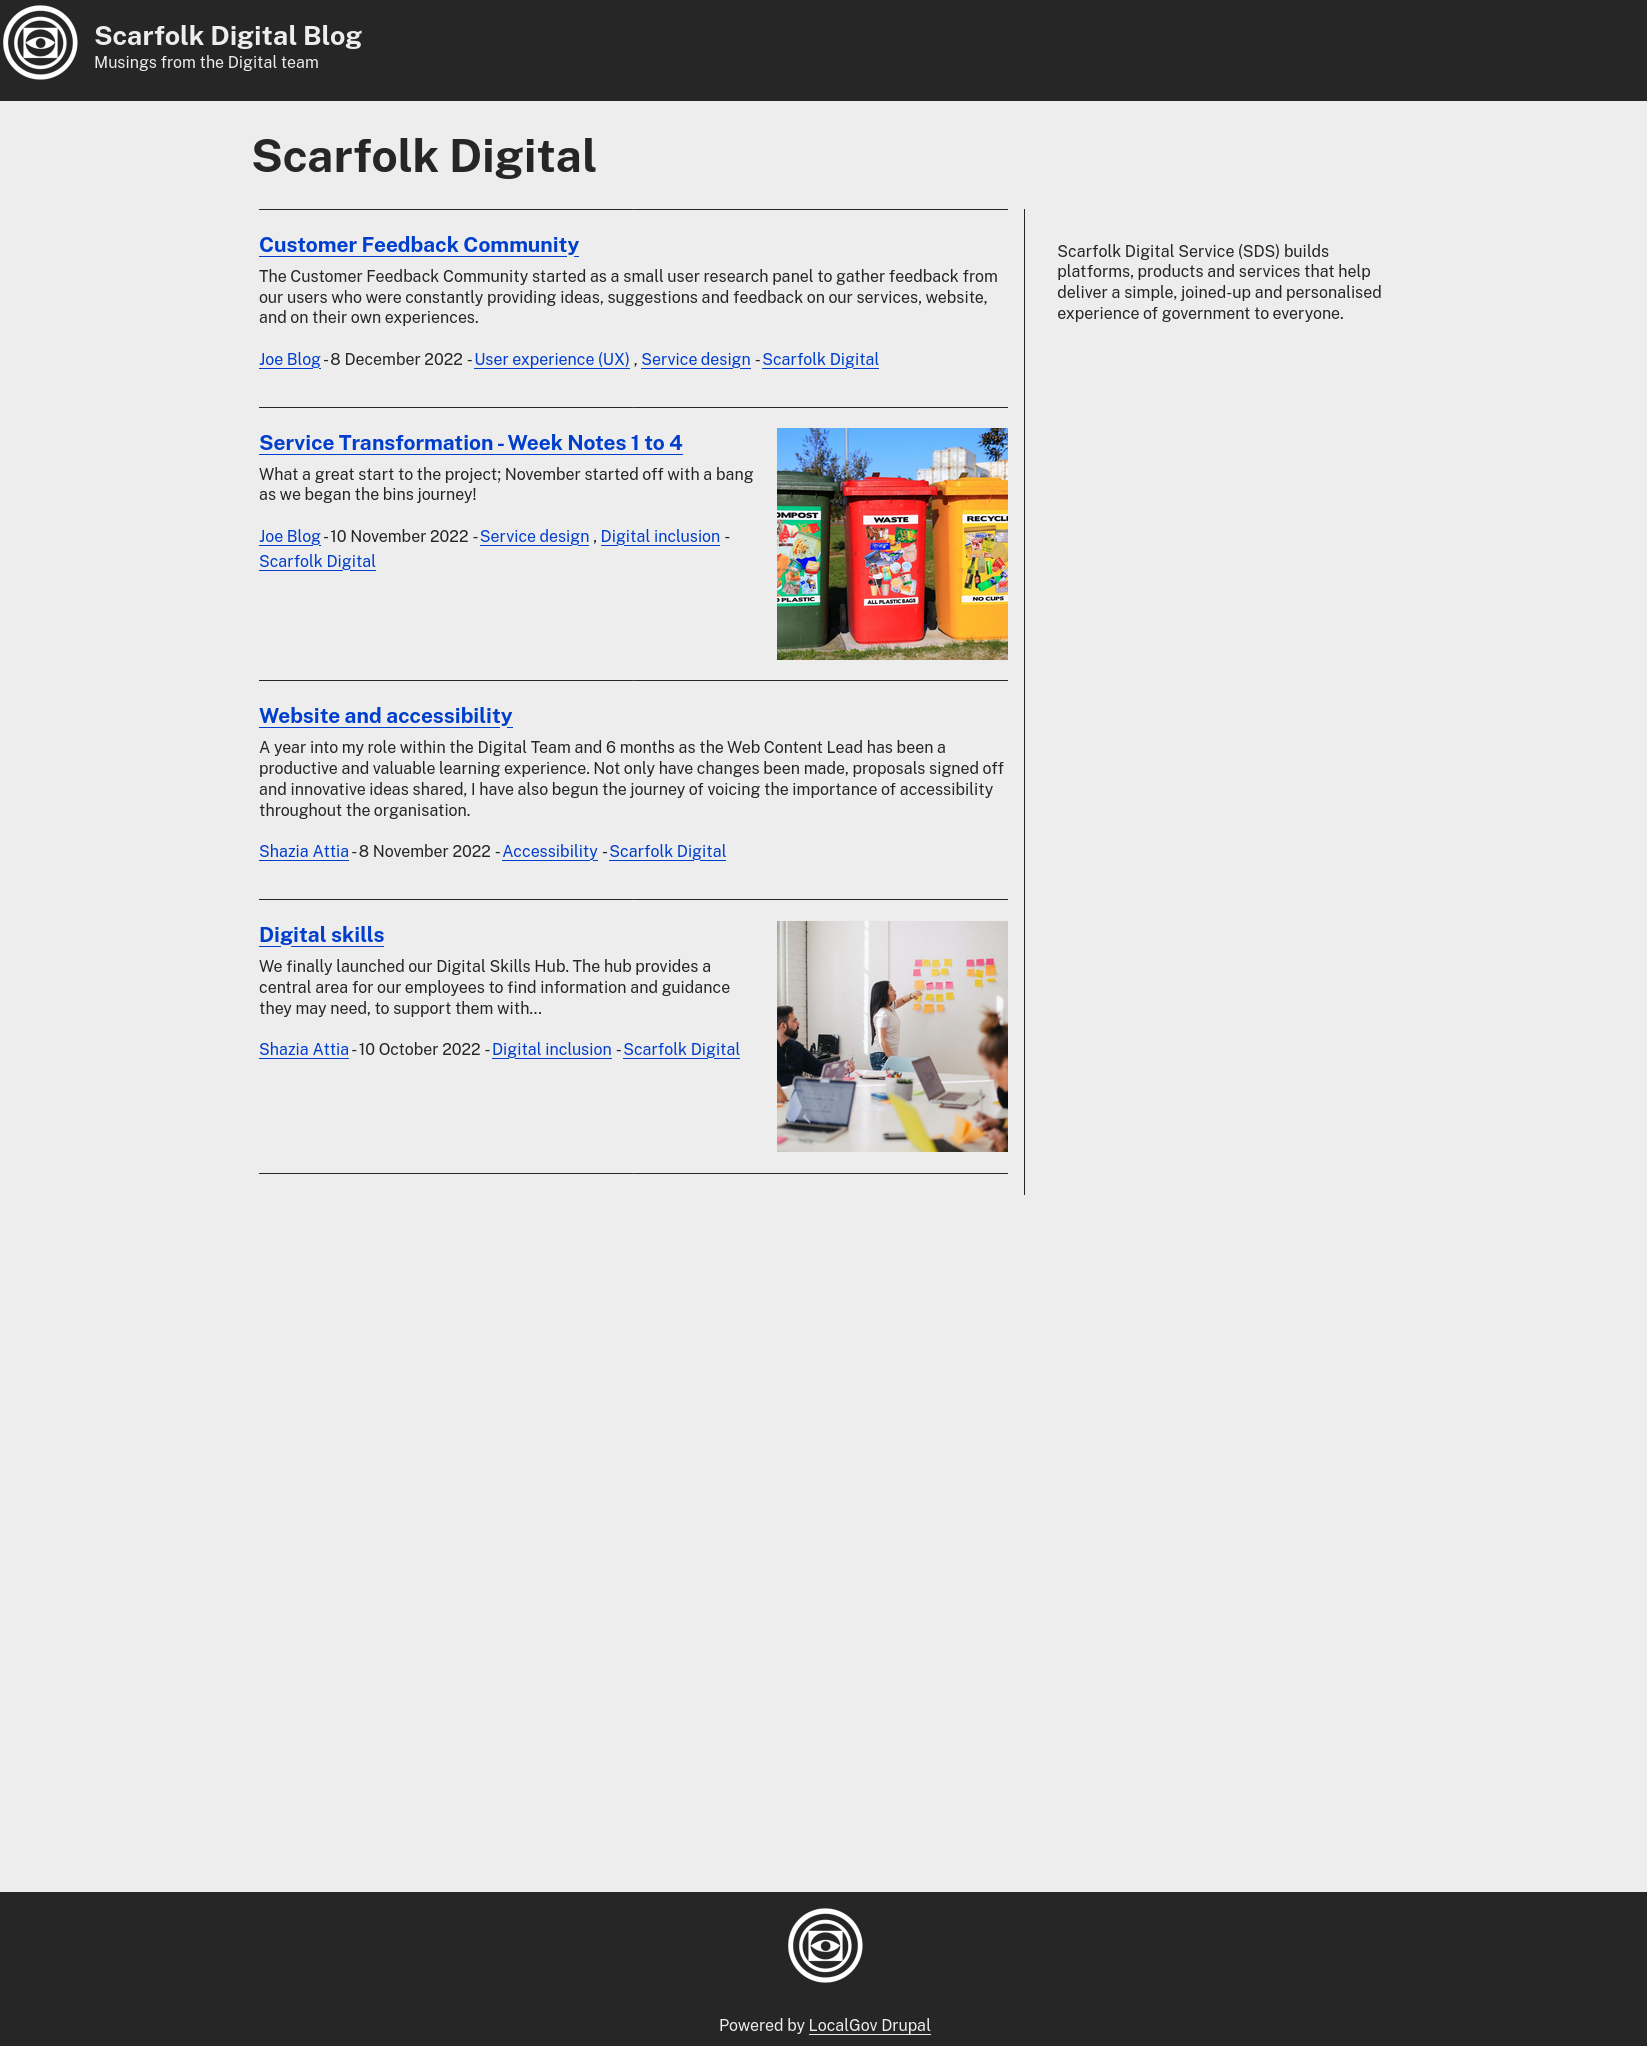 Scarfolk Digital Blog
Musings from the Digital team
Scarfolk Digital
Customer Feedback Community
The Customer Feedback Community started as a small user research panel to gather feedback from
our users who were constantly providing ideas, suggestions and feedback on our services, website,
and on their own experiences.
Joe Blog - 8 December 2022 - User experience (UX) , Service design - Scarfolk Digital
Service Transformation - Week Notes 1 to 4
What a great start to the project; November started off with a bang
as we began the bins journey!
Joe Blog - 10 November 2022 - Service design , Digital inclusion -
Scarfolk Digital
OMPOST
O PLASTIC
WASTE
ALL PLASTIC BAGS
RECYCL
NO CUPS
Website and accessibility
A year into my role within the Digital Team and 6 months as the Web Content Lead has been a
productive and valuable learning experience. Not only have changes been made, proposals signed off
and innovative ideas shared, I have also begun the journey of voicing the importance of accessibility
throughout the organisation.
Shazia Attia - 8 November 2022 - Accessibility - Scarfolk Digital
Digital skills
We finally launched our Digital Skills Hub. The hub provides a
central area for our employees to find information and guidance
they may need, to support them with...
Shazia Attia - 10 October 2022 - Digital inclusion - Scarfolk Digital
Scarfolk Digital Service (SDS) builds
platforms, products and services that help
deliver a simple, joined-up and personalised
experience of government to everyone.
Powered by LocalGov Drupal